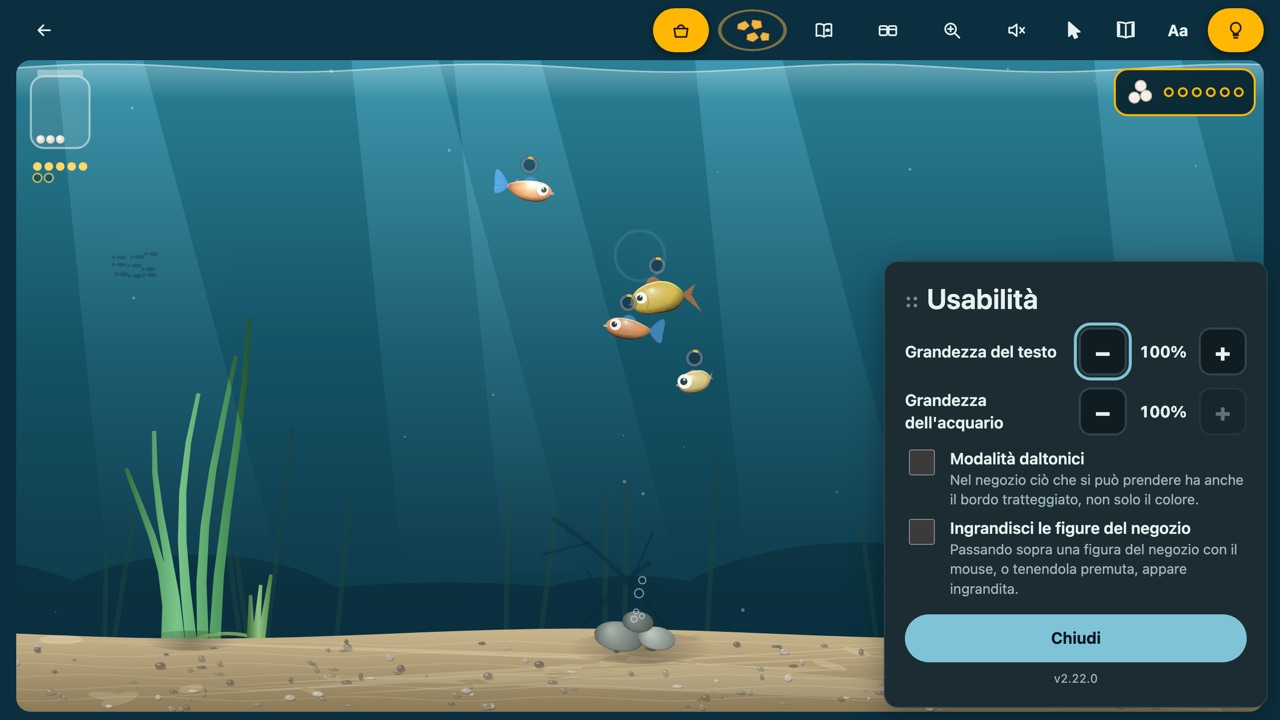 Aa
Usabilità
Grandezza del testo
− 100% +
Grandezza
dell'acquario
− 100% +
Modalità daltonici
Nel negozio ciò che si può prendere ha anche
il bordo tratteggiato, non solo il colore.
Ingrandisci le figure del negozio
Passando sopra una figura del negozio con il
mouse, o tenendola premuta, appare
ingrandita.
Chiudi
v2.22.0